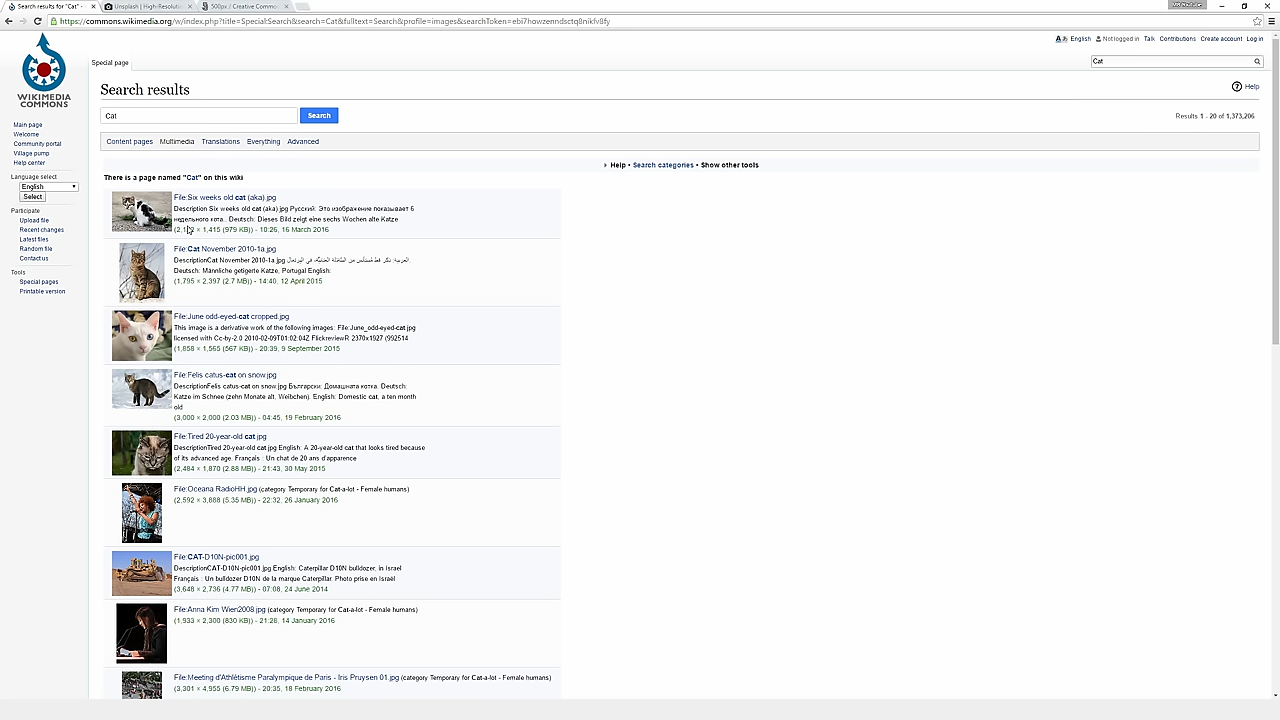 Search results for "Cat" -
Unsplash | High-Resoluti
500px / Creative Commo
https://commons.wikimedia.org/w/index.php?title=Special:Search&search=Cat&fulltext=Search&profile=images&searchToken=ebi7howzenndsctq8nikfv8fy
English Not logged in Talk Contributions Create account Log in
Special page
Cat
WIKIMEDIA
COMMONS
Search results
Help
Cat
Search
Results 1 - 20 of 1,373,206
Content pages Multimedia Translations Everything Advanced
Help • Search categories • Show other tools
There is a page named "Cat" on this wiki
Main page
Welcome
Community portal
Village pump
Help center
Language select
English
Select
Participate
Upload file
Recent changes
Latest files
Random file
Contact us
Tools
Special pages
Printable version
File:Six weeks old cat (aka).jpg
Description Six weeks old cat (aka).jpg Русский: Это изображение показывает 6
недельного кота.. Deutsch: Dieses Bild zeigt eine sechs Wochen alte Katze
× 1,415 (979 KB)) - 10:26, 16 March 2016
File:Cat November 2010-1a.jpg
DescriptionCat November 2010-1a.jpg
Deutsch: Männliche getigerte Katze, Portugal English:
(1,795 × 2,397 (2.7 MB)) - 14:40, 12 April 2015
File:June odd-eyed-cat cropped.jpg
This image is a derivative work of the following images: File:June_odd-eyed-cat.jpg
licensed with Cc-by-2.0 2010-02-09T01:02:04Z FlickreviewR 2370x1927 (992514
(1,858 × 1,565 (567 KB)) - 20:39, 9 September 2015
File:Felis catus-cat on snow.jpg
DescriptionFelis catus-cat on snow.jpg Български: Домашната котка. Deutsch:
Katze im Schnee (zehn Monate alt, Weibchen). English: Domestic cat, a ten month
old
(3,000 × 2,000 (2.03 MB)) - 04:45, 19 February 2016
File:Tired 20-year-old cat.jpg
DescriptionTired 20-year-old cat.jpg English: A 20-year-old cat that looks tired because
of its advanced age. Français : Un chat de 20 ans d'apparence
(2,484 × 1,870 (2.88 MB)) - 21:43, 30 May 2015
File:Oceana RadioHH.jpg (category Temporary for Cat-a-lot - Female humans)
(2,592 × 3,888 (5.35 MB)) - 22:32, 26 January 2016
File:CAT-D10N-pic001.jpg
DescriptionCAT-D10N-pic001.jpg English: Caterpillar D10N bulldozer, in Israel
Français : Un bulldozer D10N de la marque Caterpillar. Photo prise en Israël
(3,648 × 2,736 (4.77 MB)) - 07:08, 24 June 2014
File:Anna Kim Wien2008.jpg (category Temporary for Cat-a-lot - Female humans)
(1,933 × 2,300 (830 KB)) - 21:28, 14 January 2016
File:Meeting d'Athlétisme Paralympique de Paris - Iris Pruysen 01.jpg (category Temporary for Cat-a-lot - Female humans)
(3,301 × 4,955 (6.79 MB)) - 20:35, 18 February 2016